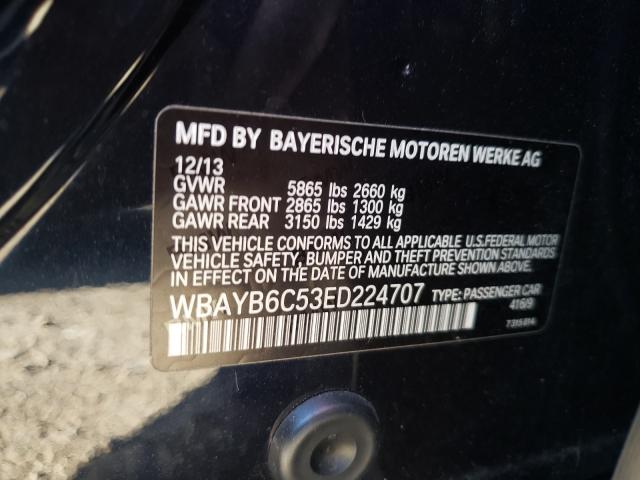 MFD BY BAYERISCHE MOTOREN WERKE AG
12/13
GVWR 5865 lbs 2660 kg
GAWR FRONT 2865 lbs 1300 kg
GAWR REAR 3150 lbs 1429 kg
THIS VEHICLE CONFORMS TO ALL APPLICABLE U.S.FEDERAL MOTOR
VEHICLE SAFETY, BUMPER AND THEFT PREVENTION STANDARDS
IN EFFECT ON THE DATE OF MANUFACTURE SHOWN ABOVE.
WBAYB6C53ED224707 TYPE: PASSENGER CAR
416/9
7315814